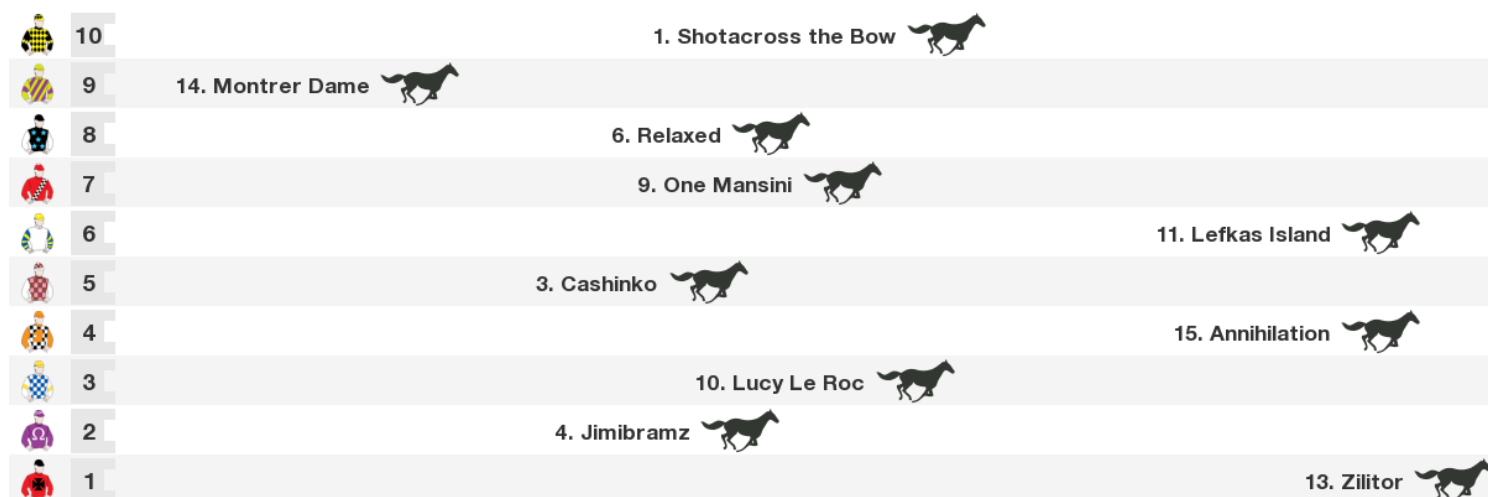 10 1. Shotacross the Bow
9 14. Montrer Dame
8 6. Relaxed
7 9. One Mansini
6 11. Lefkas Island
5 3. Cashinko
4 15. Annihilation
3 10. Lucy Le Roc
2 4. Jimibramz
Ω
1 13. Zilitor